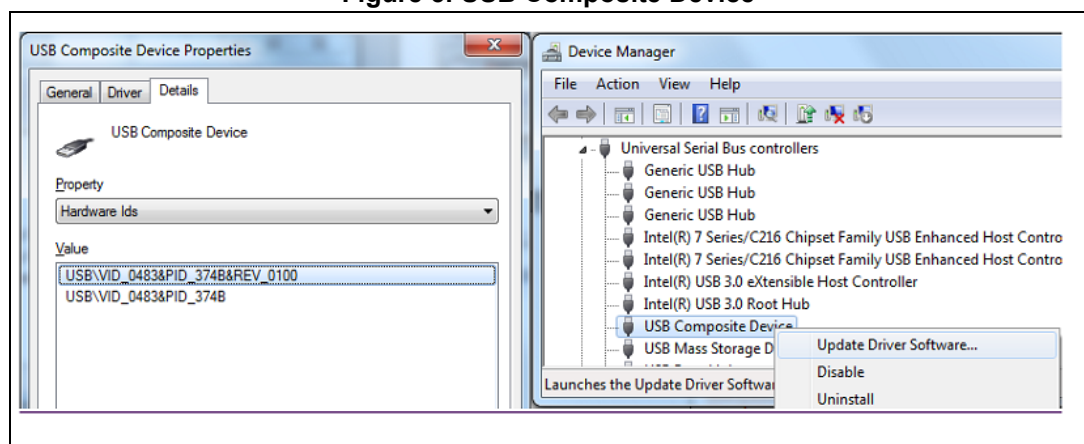 USB Composite Device Properties
General Driver Details
USB Composite Device
Property
Hardware Ids
Value
USB\VID_0483&PID_374B&REV_0100
USB\VID_0483&PID_374B
Device Manager
File Action View Help
Universal Serial Bus controllers
Generic USB Hub
Generic USB Hub
Generic USB Hub
Intel(R) 7 Series/C216 Chipset Family USB Enhanced Host Contro
Intel(R) 7 Series/C216 Chipset Family USB Enhanced Host Contro
Intel(R) USB 3.0 eXtensible Host Controller
Intel(R) USB 3.0 Root Hub
USB Composite Device
USB Mass Storage D
Launches the Update Driver Softwa
Update Driver Software...
Disable
Uninstall